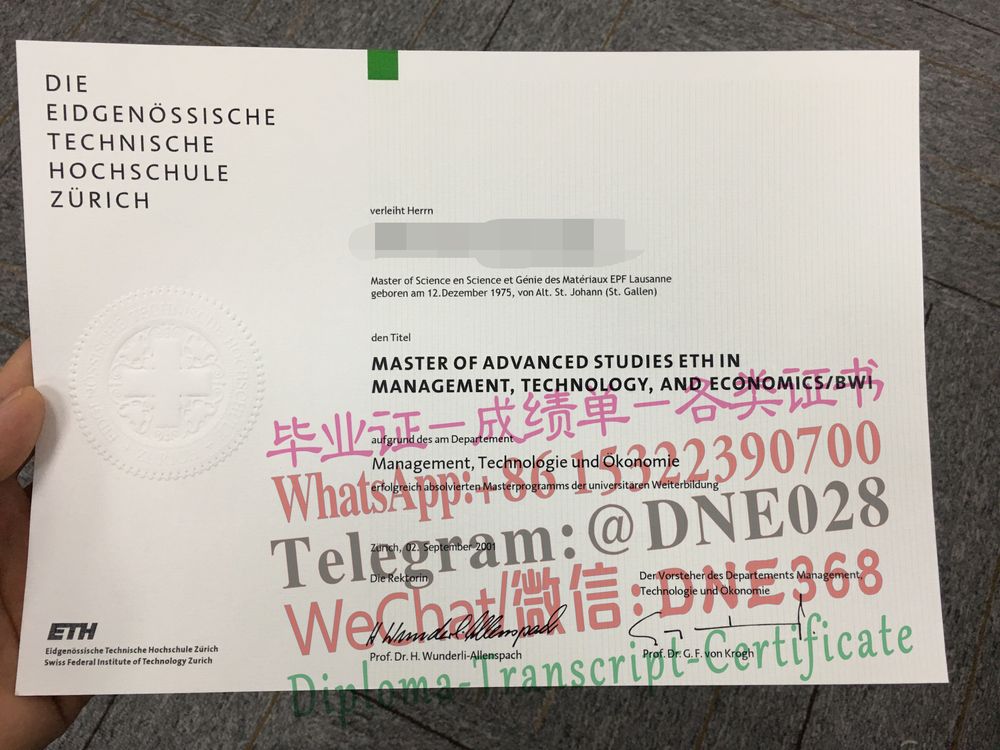 DIE
EIDGENÖSSISCHE
TECHNISCHE
HOCHSCHULE
ZÜRICH
verleiht Herrn
Master of Science en Science et Génie des Matériaux EPF Lausanne
geboren am 12.Dezember 1975, von Alt. St. Johann (St. Gallen)
den Titel
MASTER OF ADVANCED STUDIES ETH IN
MANAGEMENT, TECHNOLOGY, AND ECONOMICS/BWI
毕业证一成绩单一各类证书
aufgrund des am Departement
Management, Technologie und Ökonomie
WhatsApp:+86 15322390700
erfolgreich absolvierten Masterprogramms der universitären Weiterbildung
Telegram:@DNE028
Zürich, 02. September 2001
Die Rektorin
Der Vorsteher des Departements Management,
Technologie und Ökonomie
WeChat/微信:DNE368
H Wunderli-Allenspach
Prof. Dr. H. Wunderli-Allenspach
Prof. Dr. G. F. von Krogh
Diploma-Transcript-Certificate
ETH
Eidgenössische Technische Hochschule Zürich
Swiss Federal Institute of Technology Zurich